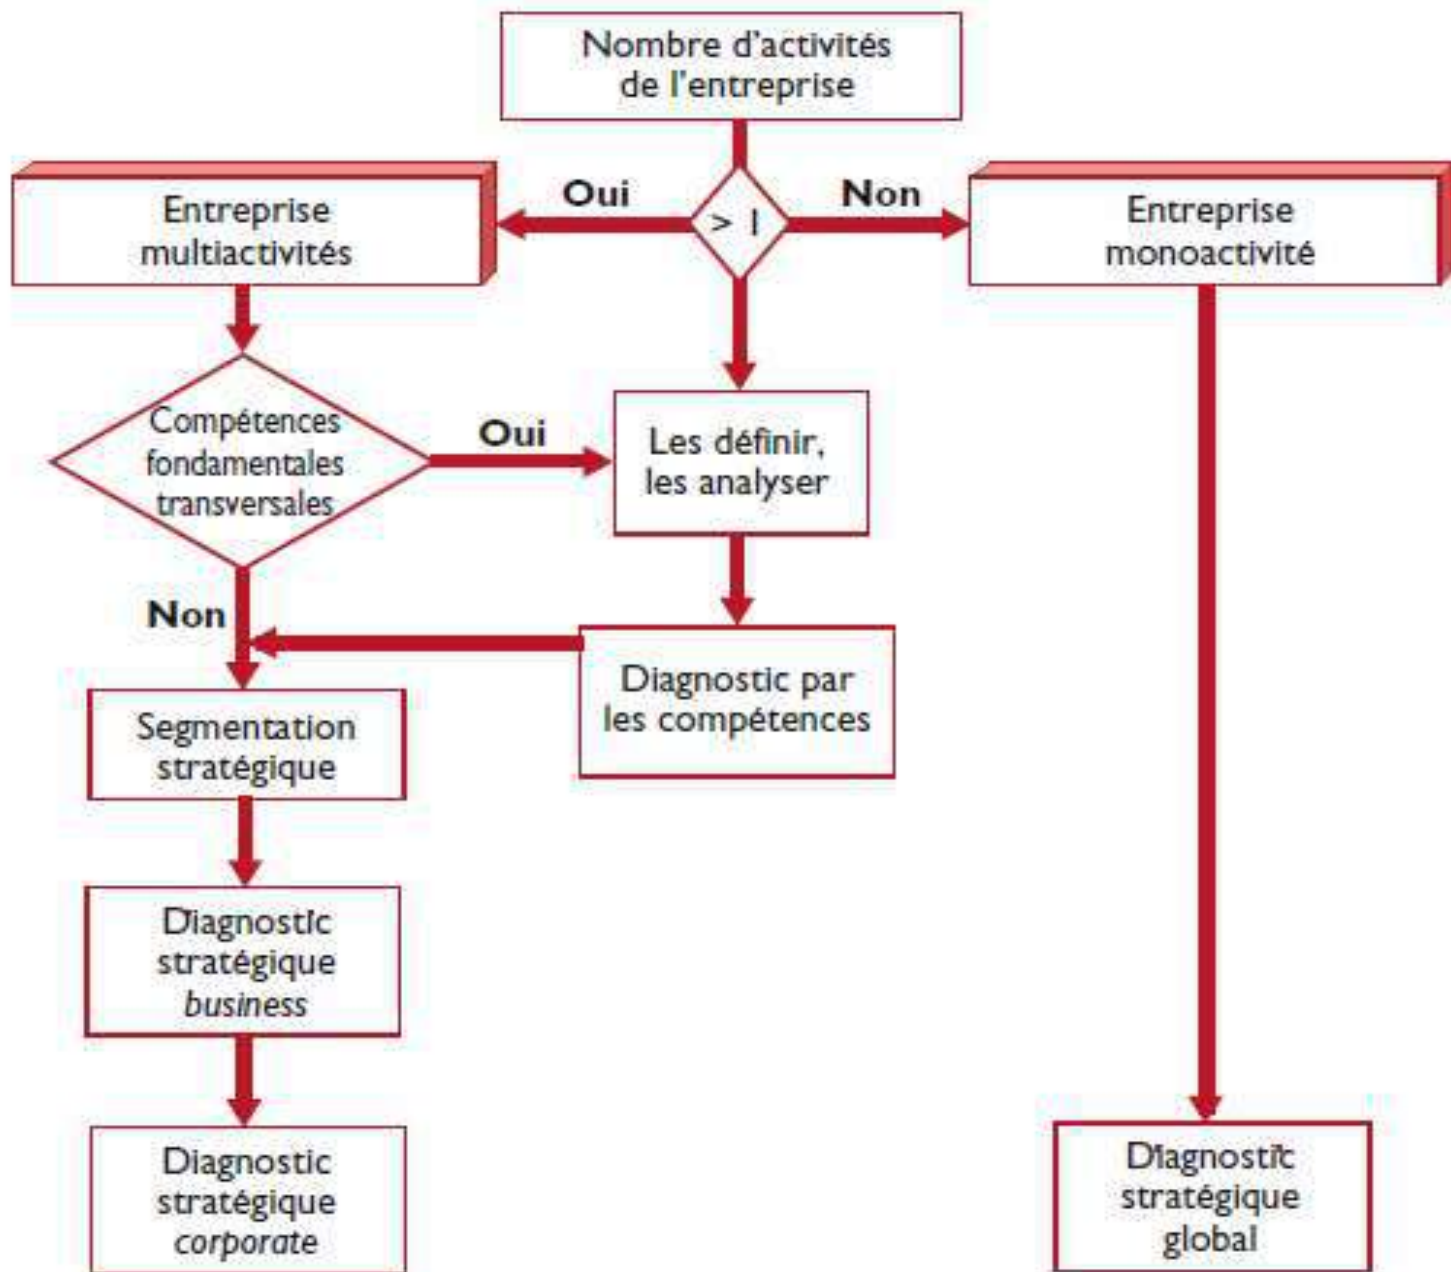 Nombre d'activités
de l'entreprise
Oui
> 1
Non
Entreprise
multiactivités
Entreprise
monoactivité
Compétences
fondamentales
transversales
Oui
Les définir,
les analyser
Non
Diagnostic par
les compétences
Segmentation
stratégique
Diagnostic
stratégique
business
Diagnostic
stratégique
corporate
Diagnostic
stratégique
global